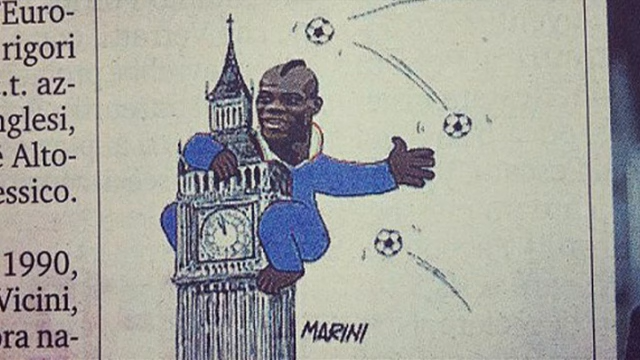 'Euro-
rigori
.t. az-
nglesi,
è Alto-
essico.
1990,
Vicini,
ora na-
MARINI